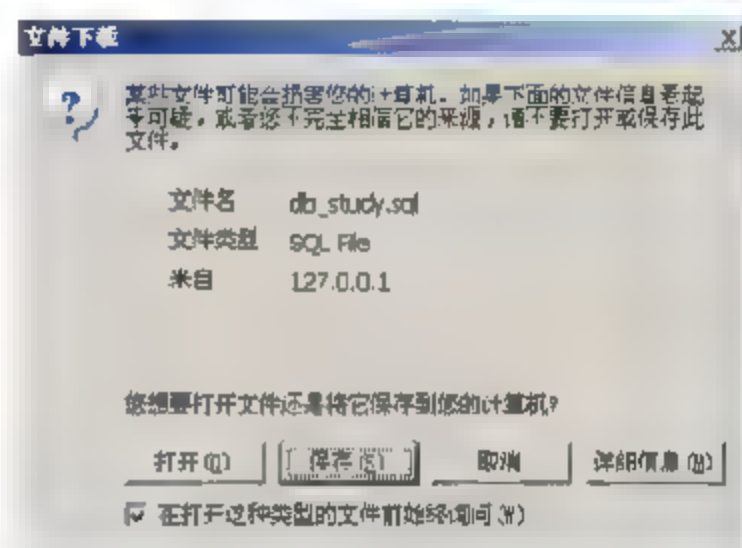 文件下载
某些文件可能会损害您的计算机。如果下面的文件信息看起
来可疑，或者您不完全相信它的来源，请不要打开或保存此
文件。
文件名 db_study.sql
文件类型 SQL File
来自 127.0.0.1
您想要打开文件还是将它保存到您的计算机?
打开(O) 保存(S) 取消 详细信息(M)
在打开这种类型的文件前始终询问(W)